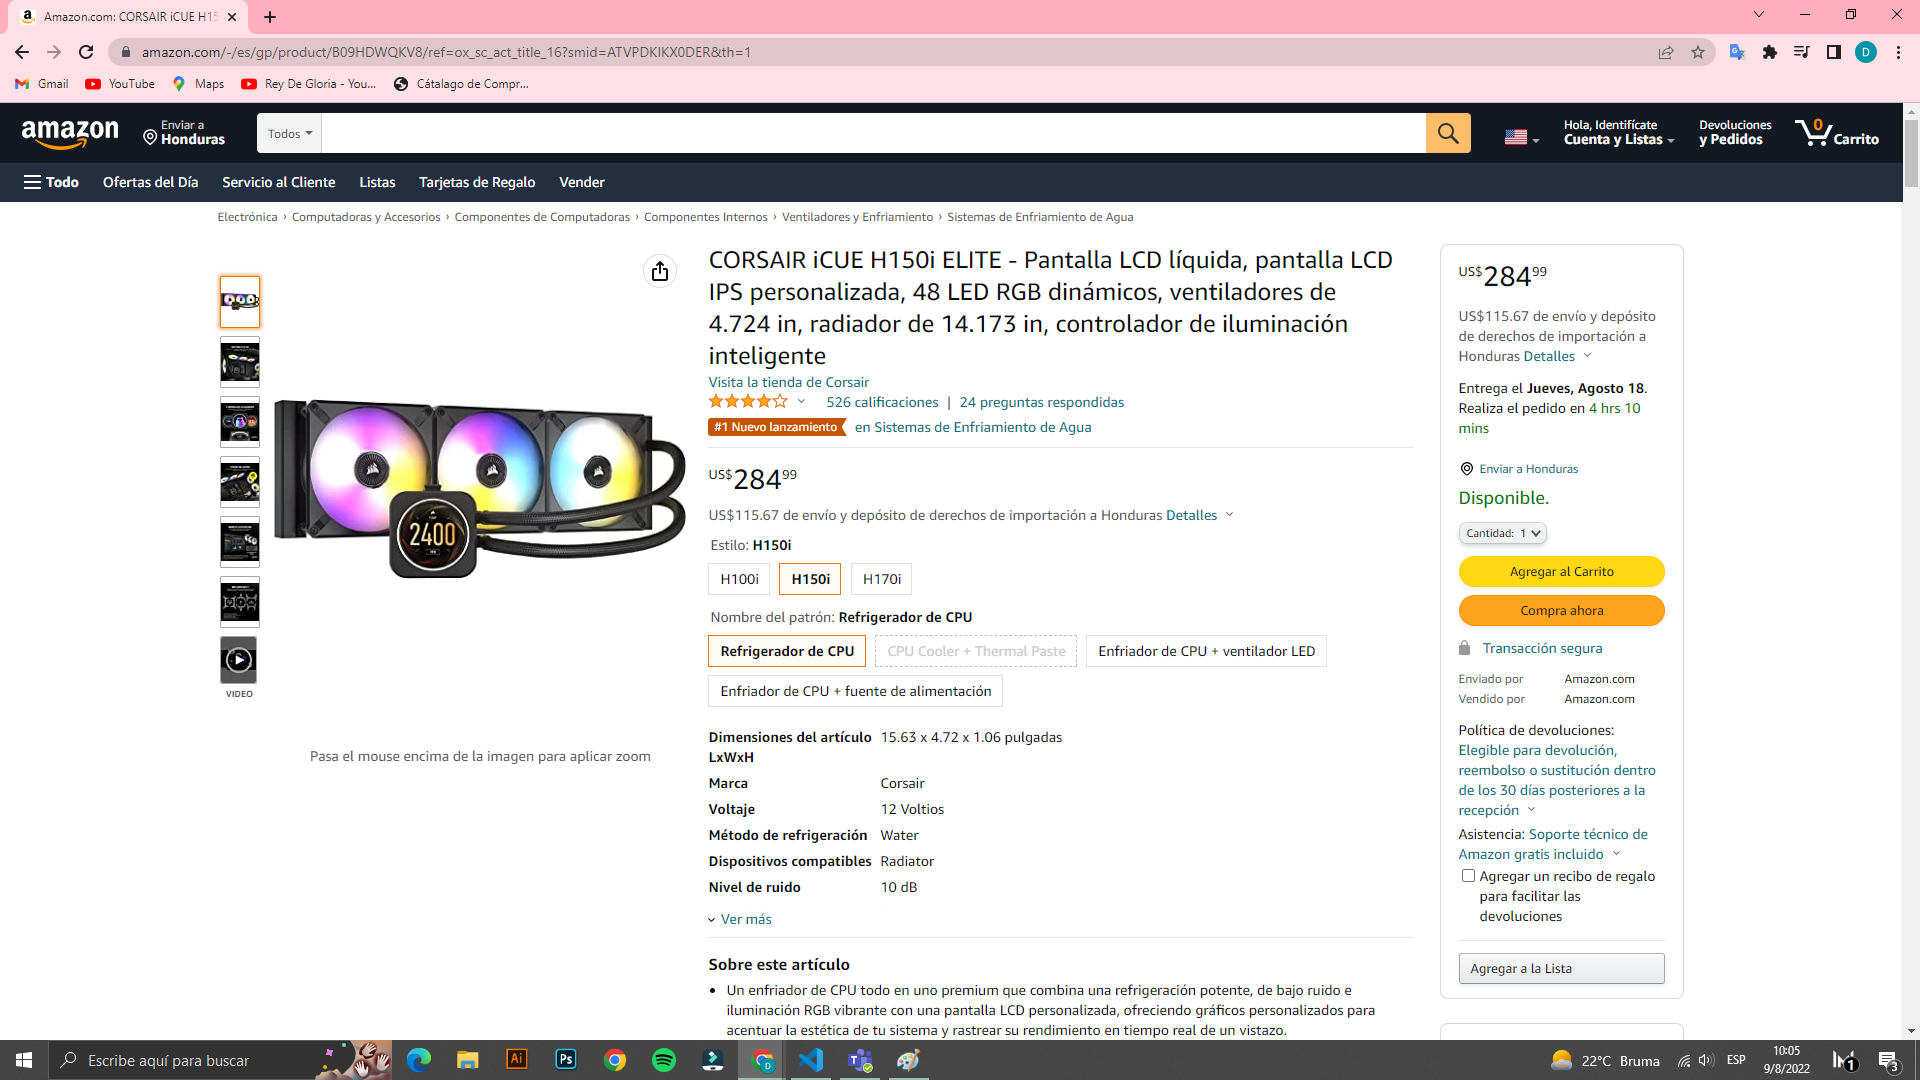 Amazon.com: CORSAIR iCUE H15
amazon.com/-/es/gp/product/B09HDWQKV8/ref=ox_sc_act_title_16?smid=ATVPDKIKX0DER&th=1
D
Gmail
YouTube
Maps
Rey De Gloria - You...
Cátalago de Compr...
amazon
Enviar a
Honduras
Todos
Hola, Identifícate
Cuenta y Listas
Devoluciones
y Pedidos
0
Carrito
Todo
Ofertas del Día
Servicio al Cliente
Listas
Tarjetas de Regalo
Vender
Electrónica › Computadoras y Accesorios › Componentes de Computadoras › Componentes Internos › Ventiladores y Enfriamiento › Sistemas de Enfriamiento de Agua
VIDEO
2400
Pasa el mouse encima de la imagen para aplicar zoom
CORSAIR iCUE H150i ELITE - Pantalla LCD líquida, pantalla LCD
IPS personalizada, 48 LED RGB dinámicos, ventiladores de
4.724 in, radiador de 14.173 in, controlador de iluminación
inteligente
Visita la tienda de Corsair
526 calificaciones | 24 preguntas respondidas
#1 Nuevo lanzamiento en Sistemas de Enfriamiento de Agua
US$284 99
US$115.67 de envío y depósito de derechos de importación a Honduras Detalles
Estilo: H150i
H100i
H150i
H170i
Nombre del patrón: Refrigerador de CPU
Refrigerador de CPU
CPU Cooler + Thermal Paste
Enfriador de CPU + ventilador LED
Enfriador de CPU + fuente de alimentación
Dimensiones del artículo 15.63 x 4.72 x 1.06 pulgadas
LxWxH
Marca Corsair
Voltaje 12 Voltios
Método de refrigeración Water
Dispositivos compatibles Radiator
Nivel de ruido 10 dB
Ver más
Sobre este artículo
• Un enfriador de CPU todo en uno premium que combina una refrigeración potente, de bajo ruido e
iluminación RGB vibrante con una pantalla LCD personalizada, ofreciendo gráficos personalizados para
acentuar la estética de tu sistema y rastrear su rendimiento en tiempo real de un vistazo.
US$284 99
US$115.67 de envío y depósito
de derechos de importación a
Honduras Detalles
Entrega el Jueves, Agosto 18.
Realiza el pedido en 4 hrs 10
mins
Enviar a Honduras
Disponible.
Cantidad: 1
Agregar al Carrito
Compra ahora
Transacción segura
Enviado por Amazon.com
Vendido por Amazon.com
Política de devoluciones:
Elegible para devolución,
reembolso o sustitución dentro
de los 30 días posteriores a la
recepción
Asistencia: Soporte técnico de
Amazon gratis incluido
Agregar un recibo de regalo
para facilitar las
devoluciones
Agregar a la Lista
Escribe aquí para buscar
Ai
Ps
D
22°C Bruma
ESP
10:05
9/8/2022
1
3